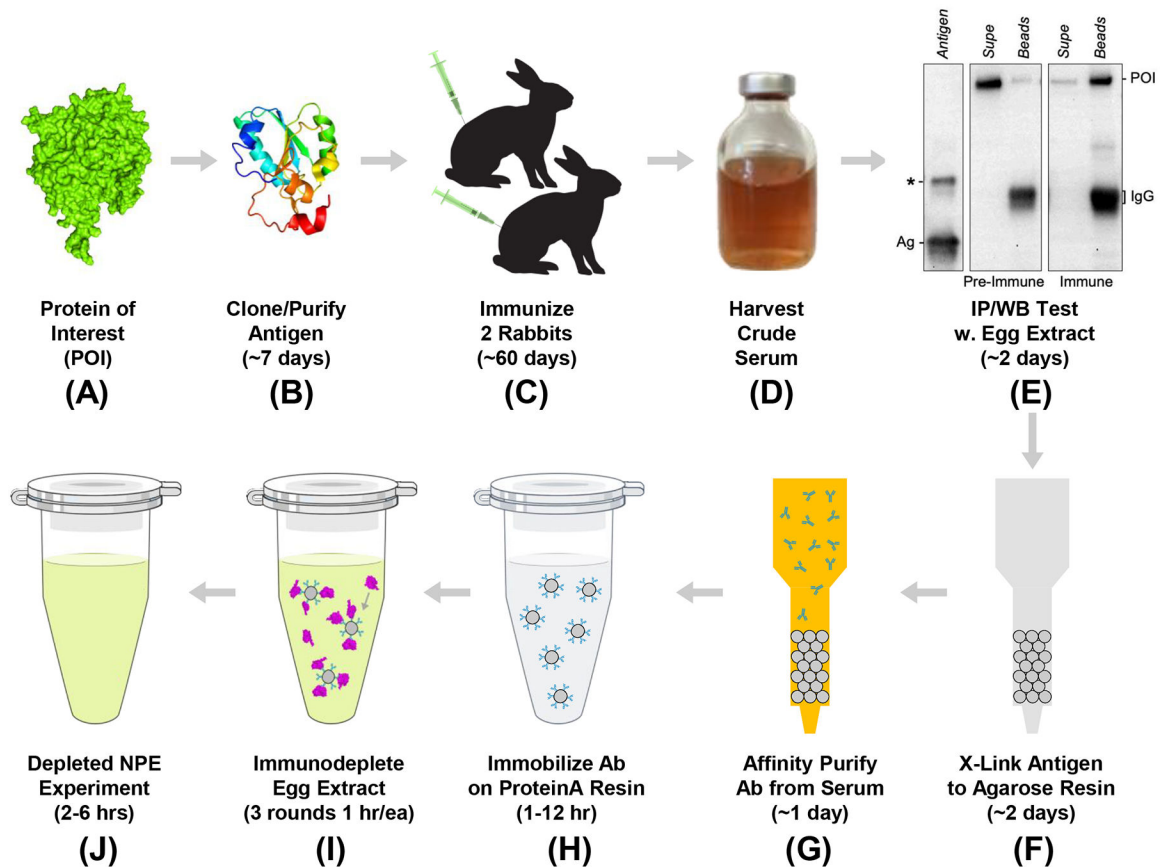 Antigen
Supe
Beads
Supe
Beads
POI
*
IgG
Ag
Pre-Immune
Immune
Protein of
Interest
(POI)
(A)
Clone/Purify
Antigen
(~7 days)
(B)
Immunize
2 Rabbits
(~60 days)
(C)
Harvest
Crude
Serum
(D)
IP/WB Test
w. Egg Extract
(~2 days)
(E)
Depleted NPE
Experiment
(2-6 hrs)
(J)
Immunodeplete
Egg Extract
(3 rounds 1 hr/ea)
(I)
Immobilize Ab
on ProteinA Resin
(1-12 hr)
(H)
Affinity Purify
Ab from Serum
(~1 day)
(G)
X-Link Antigen
to Agarose Resin
(~2 days)
(F)